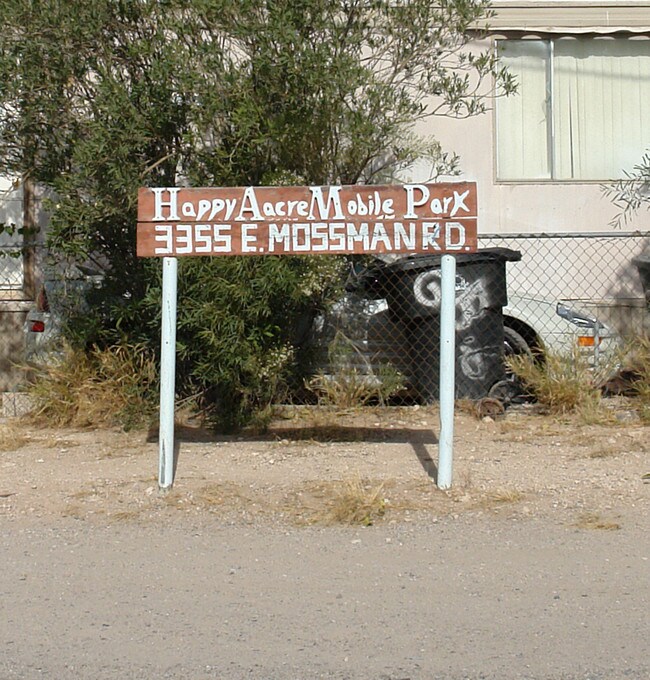 Happy Aacre Mobile Park
3355 E. MOSSMAN RD.